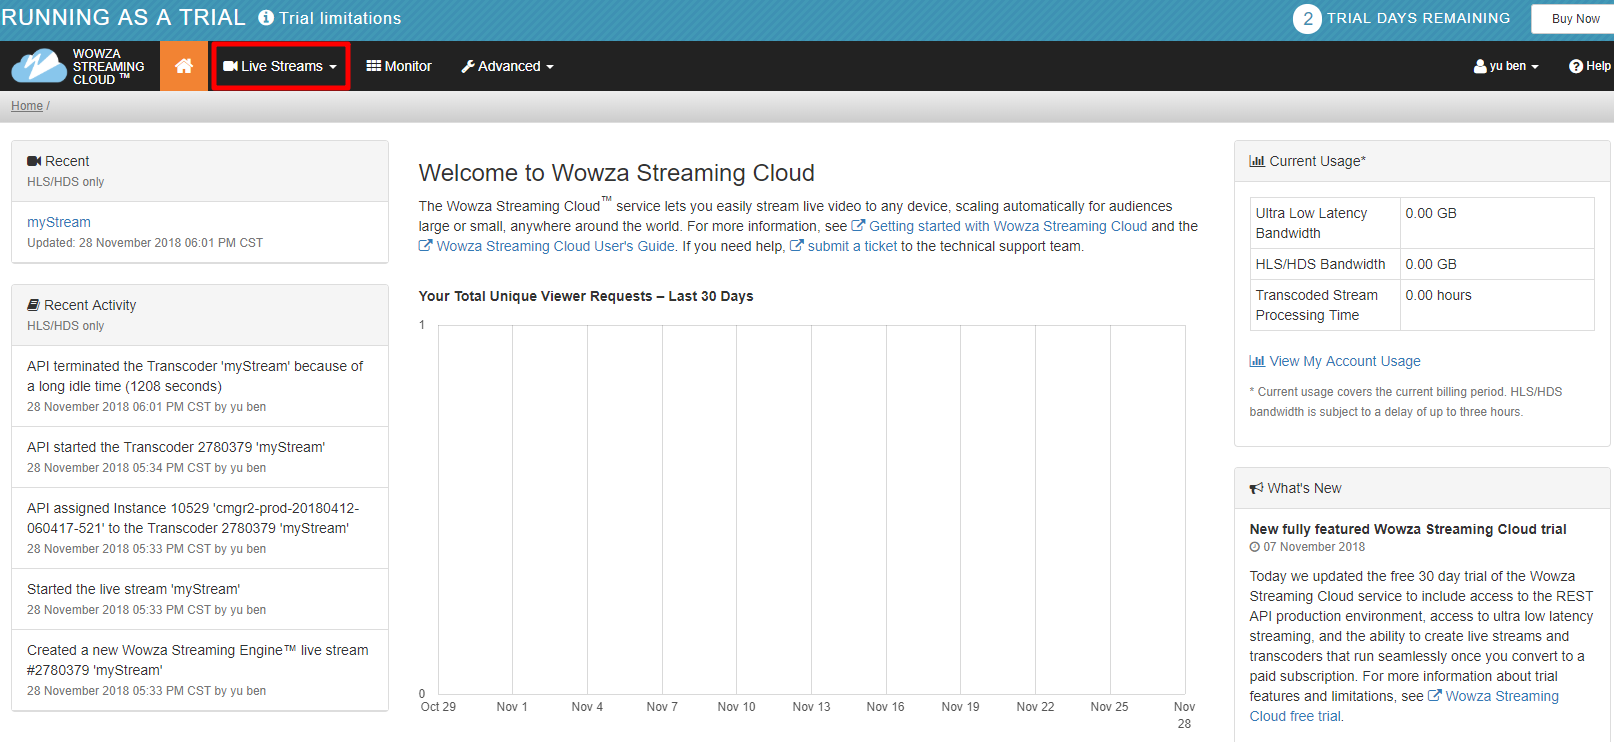 RUNNING AS A TRIAL Trial limitations
2 TRIAL DAYS REMAINING Buy Now
WOWZA
STREAMING
CLOUD ™
Live Streams Monitor Advanced
yu ben Help
Home /
Recent
HLS/HDS only
myStream
Updated: 28 November 2018 06:01 PM CST
Recent Activity
HLS/HDS only
API terminated the Transcoder 'myStream' because of
a long idle time (1208 seconds)
28 November 2018 06:01 PM CST by yu ben
API started the Transcoder 2780379 'myStream'
28 November 2018 05:34 PM CST by yu ben
API assigned Instance 10529 'cmgr2-prod-20180412-
060417-521' to the Transcoder 2780379 'myStream'
28 November 2018 05:33 PM CST by yu ben
Started the live stream 'myStream'
28 November 2018 05:33 PM CST by yu ben
Created a new Wowza Streaming Engine™ live stream
#2780379 'myStream'
28 November 2018 05:33 PM CST by yu ben
Welcome to Wowza Streaming Cloud
The Wowza Streaming Cloud™ service lets you easily stream live video to any device, scaling automatically for audiences
large or small, anywhere around the world. For more information, see Getting started with Wowza Streaming Cloud and the
Wowza Streaming Cloud User's Guide. If you need help, submit a ticket to the technical support team.
Your Total Unique Viewer Requests – Last 30 Days
1
0
Oct 29 Nov 1 Nov 4 Nov 7 Nov 10 Nov 13 Nov 16 Nov 19 Nov 22 Nov 25 Nov
28
Current Usage*
Ultra Low Latency 0.00 GB
Bandwidth
HLS/HDS Bandwidth 0.00 GB
Transcoded Stream 0.00 hours
Processing Time
View My Account Usage
* Current usage covers the current billing period. HLS/HDS
bandwidth is subject to a delay of up to three hours.
What's New
New fully featured Wowza Streaming Cloud trial
07 November 2018
Today we updated the free 30 day trial of the Wowza
Streaming Cloud service to include access to the REST
API production environment, access to ultra low latency
streaming, and the ability to create live streams and
transcoders that run seamlessly once you convert to a
paid subscription. For more information about trial
features and limitations, see Wowza Streaming
Cloud free trial.